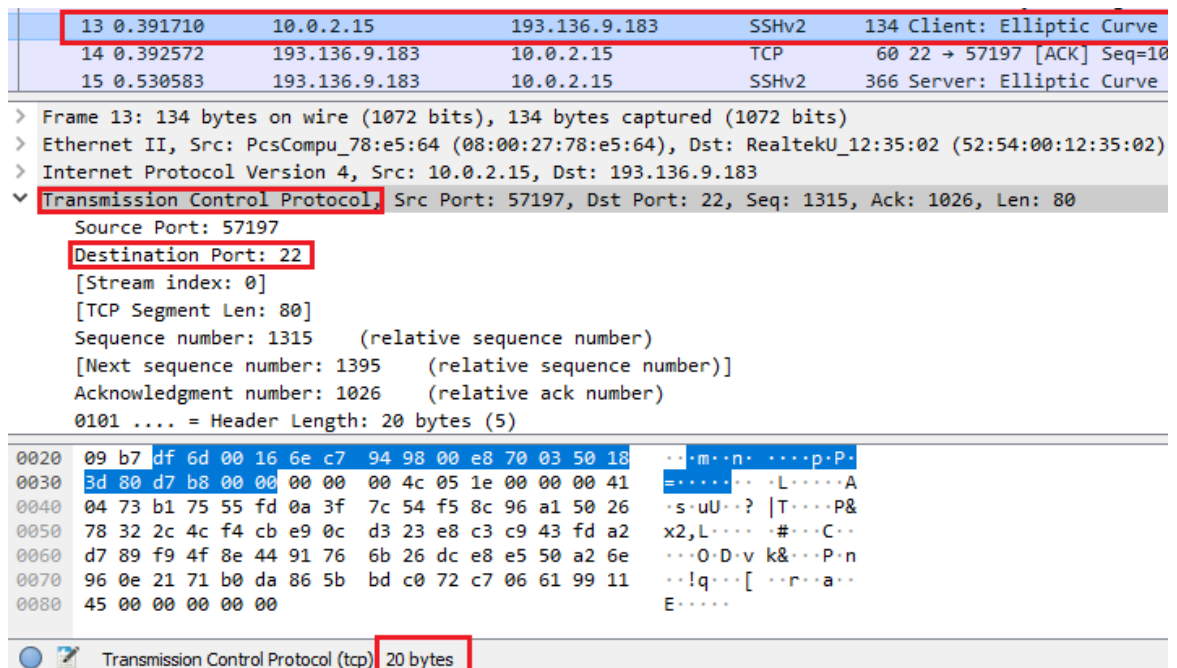 13 0.391710 10.0.2.15 193.136.9.183 SSHv2 134 Client: Elliptic Curve
14 0.392572 193.136.9.183 10.0.2.15 TCP 60 22 → 57197 [ACK] Seq=10
15 0.530583 193.136.9.183 10.0.2.15 SSHv2 366 Server: Elliptic Curve
> Frame 13: 134 bytes on wire (1072 bits), 134 bytes captured (1072 bits)
> Ethernet II, Src: PcsCompu_78:e5:64 (08:00:27:78:e5:64), Dst: RealtekU_12:35:02 (52:54:00:12:35:02)
> Internet Protocol Version 4, Src: 10.0.2.15, Dst: 193.136.9.183
Transmission Control Protocol, Src Port: 57197, Dst Port: 22, Seq: 1315, Ack: 1026, Len: 80
Source Port: 57197
Destination Port: 22
[Stream index: 0]
[TCP Segment Len: 80]
Sequence number: 1315 (relative sequence number)
[Next sequence number: 1395 (relative sequence number)]
Acknowledgment number: 1026 (relative ack number)
0101 .... = Header Length: 20 bytes (5)
0020 09 b7 df 6d 00 16 6e c7 94 98 00 e8 70 03 50 18 ···m··n· ····p·P·
0030 3d 80 d7 b8 00 00 00 00 00 4c 05 1e 00 00 00 41 =······· ·L·····A
0040 04 73 b1 75 55 fd 0a 3f 7c 54 f5 8c 96 a1 50 26 ·s·uU··? |T····P&
0050 78 32 2c 4c f4 cb e9 0c d3 23 e8 c3 c9 43 fd a2 x2,L···· ·#···C··
0060 d7 89 f9 4f 8e 44 91 76 6b 26 dc e8 e5 50 a2 6e ···O·D·v k&···P·n
0070 96 0e 21 71 b0 da 86 5b bd c0 72 c7 06 61 99 11 ··!q···[ ··r··a··
0080 45 00 00 00 00 00 E·····
Transmission Control Protocol (tcp) 20 bytes